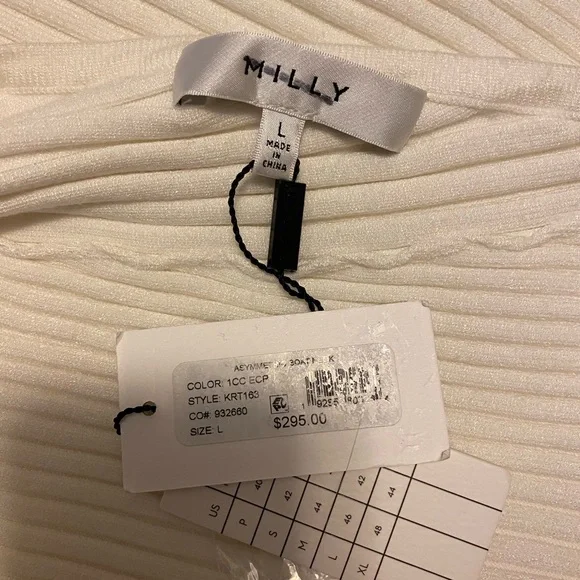 MILLY
L
MADE
IN
CHINA
COLOR: 1CC ECP
STYLE: KRT163
CO#: 932660
SIZE: L
$295.00
US P S M L XL
40 42 44 46 48
42 44